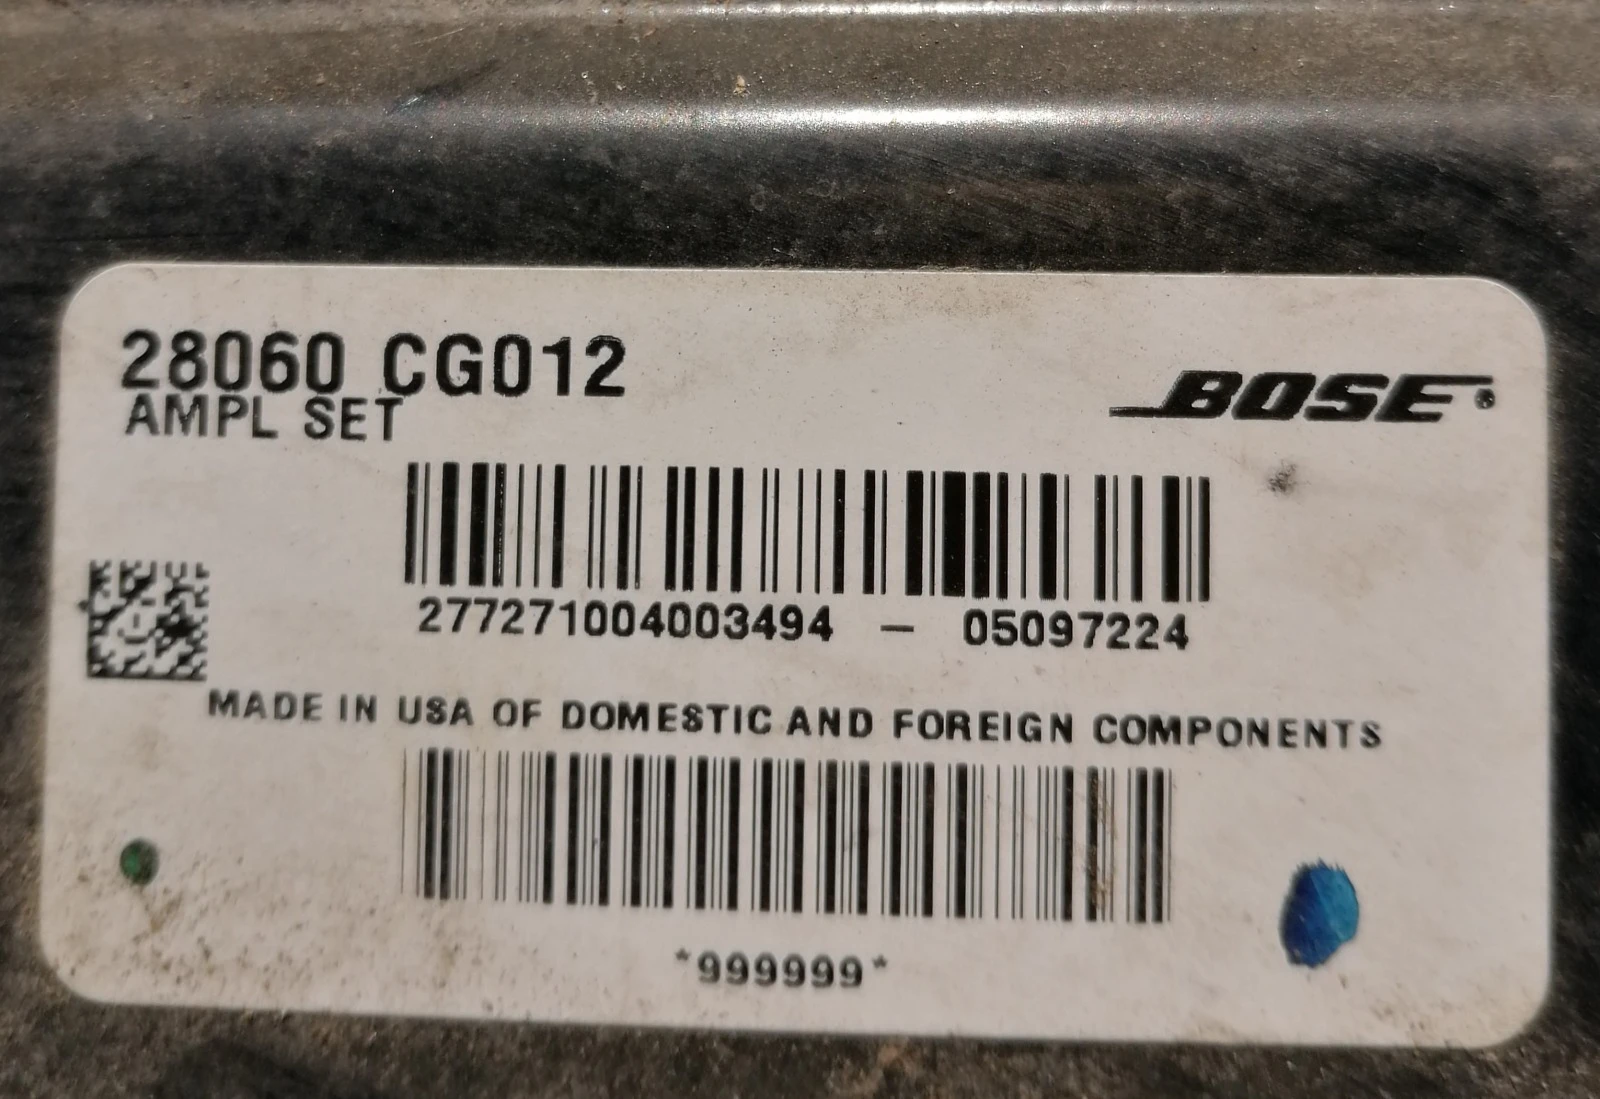 28060 CG012
AMPL SET
BOSE®
277271004003494 – 05097224
MADE IN USA OF DOMESTIC AND FOREIGN COMPONENTS
*999999*